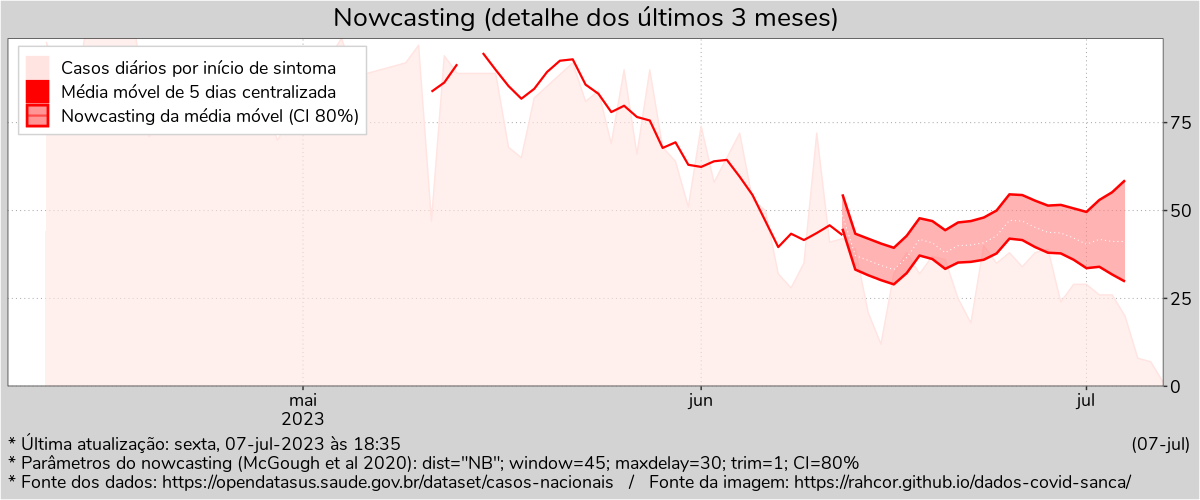 Nowcasting (detalhe dos últimos 3 meses)
Casos diários por início de sintoma
Média móvel de 5 dias centralizada
Nowcasting da média móvel (CI 80%)
75
50
25
0
mai
2023
jun
jul
* Última atualização: sexta, 07-jul-2023 às 18:35
(07-jul)
* Parâmetros do nowcasting (McGough et al 2020): dist="NB"; window=45; maxdelay=30; trim=1; CI=80%
* Fonte dos dados: https://opendatasus.saude.gov.br/dataset/casos-nacionais / Fonte da imagem: https://rahcor.github.io/dados-covid-sanca/